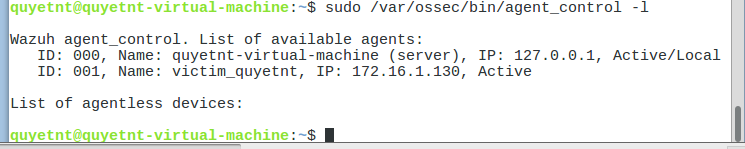 quyetnt@quyetnt-virtual-machine:~$ sudo /var/ossec/bin/agent_control -l
Wazuh agent_control. List of available agents:
ID: 000, Name: quyetnt-virtual-machine (server), IP: 127.0.0.1, Active/Local
ID: 001, Name: victim_quyetnt, IP: 172.16.1.130, Active
List of agentless devices:
quyetnt@quyetnt-virtual-machine:~$